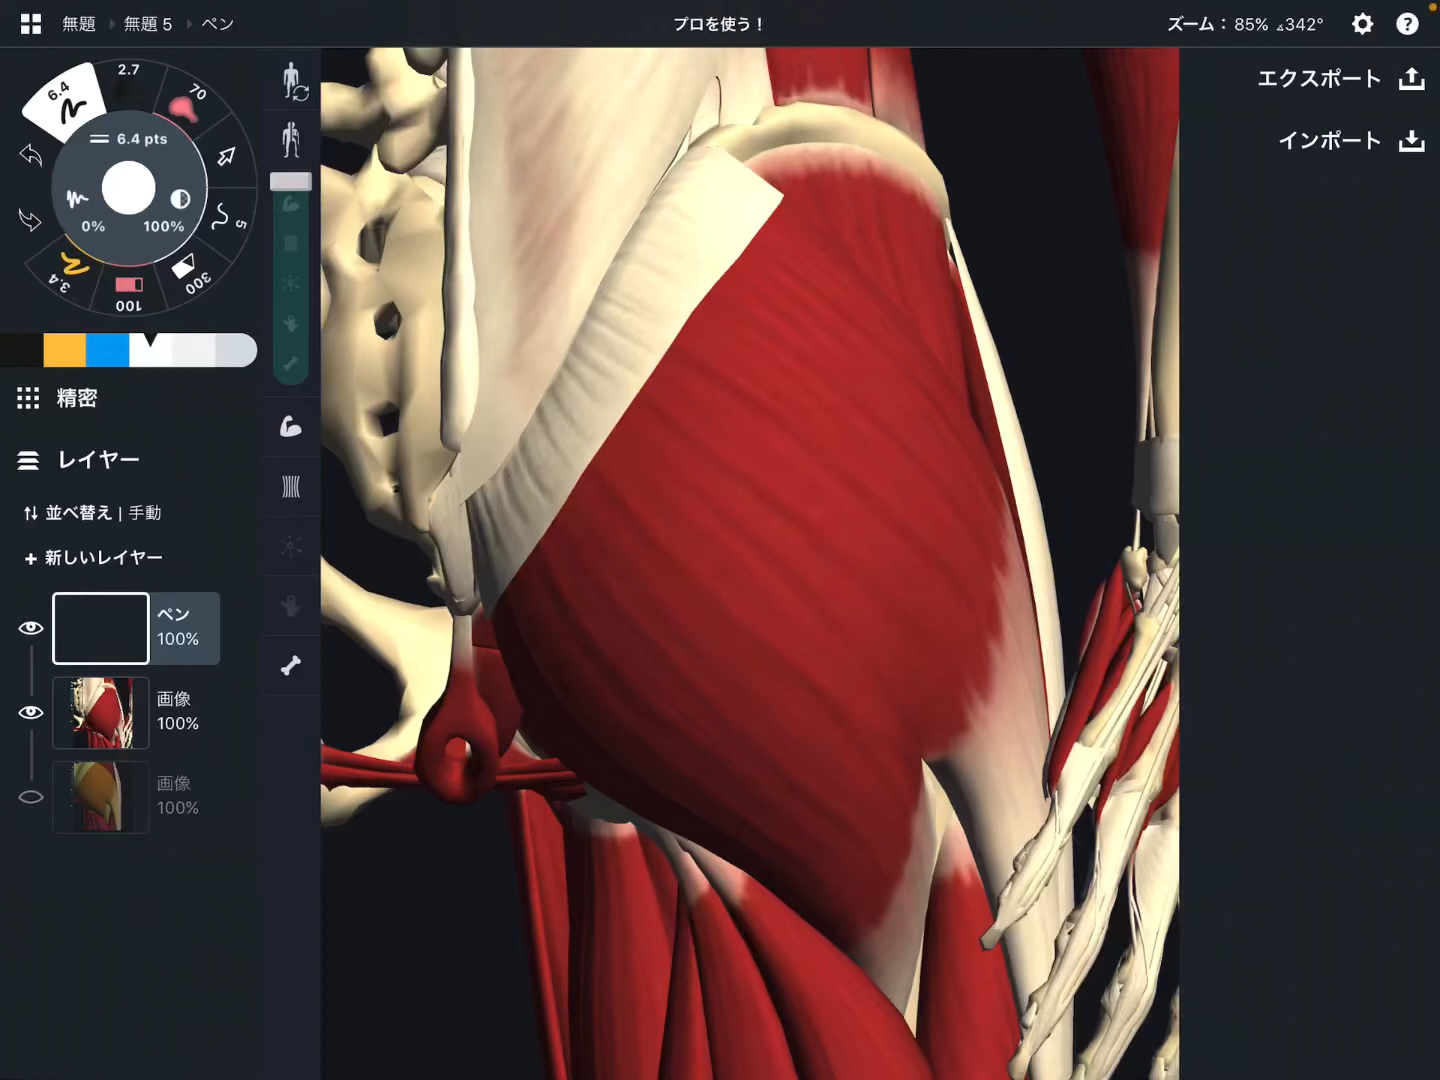 無題 無題 5 ペン
プロを使う！
ズーム： 85% ⦟342°
エクスポート
インポート
2.7
6.4
70
6.4 pts
0%
100%
5
3.4
100
300
精密
レイヤー
並べ替え | 手動
+ 新しいレイヤー
ペン
100%
画像
100%
画像
100%